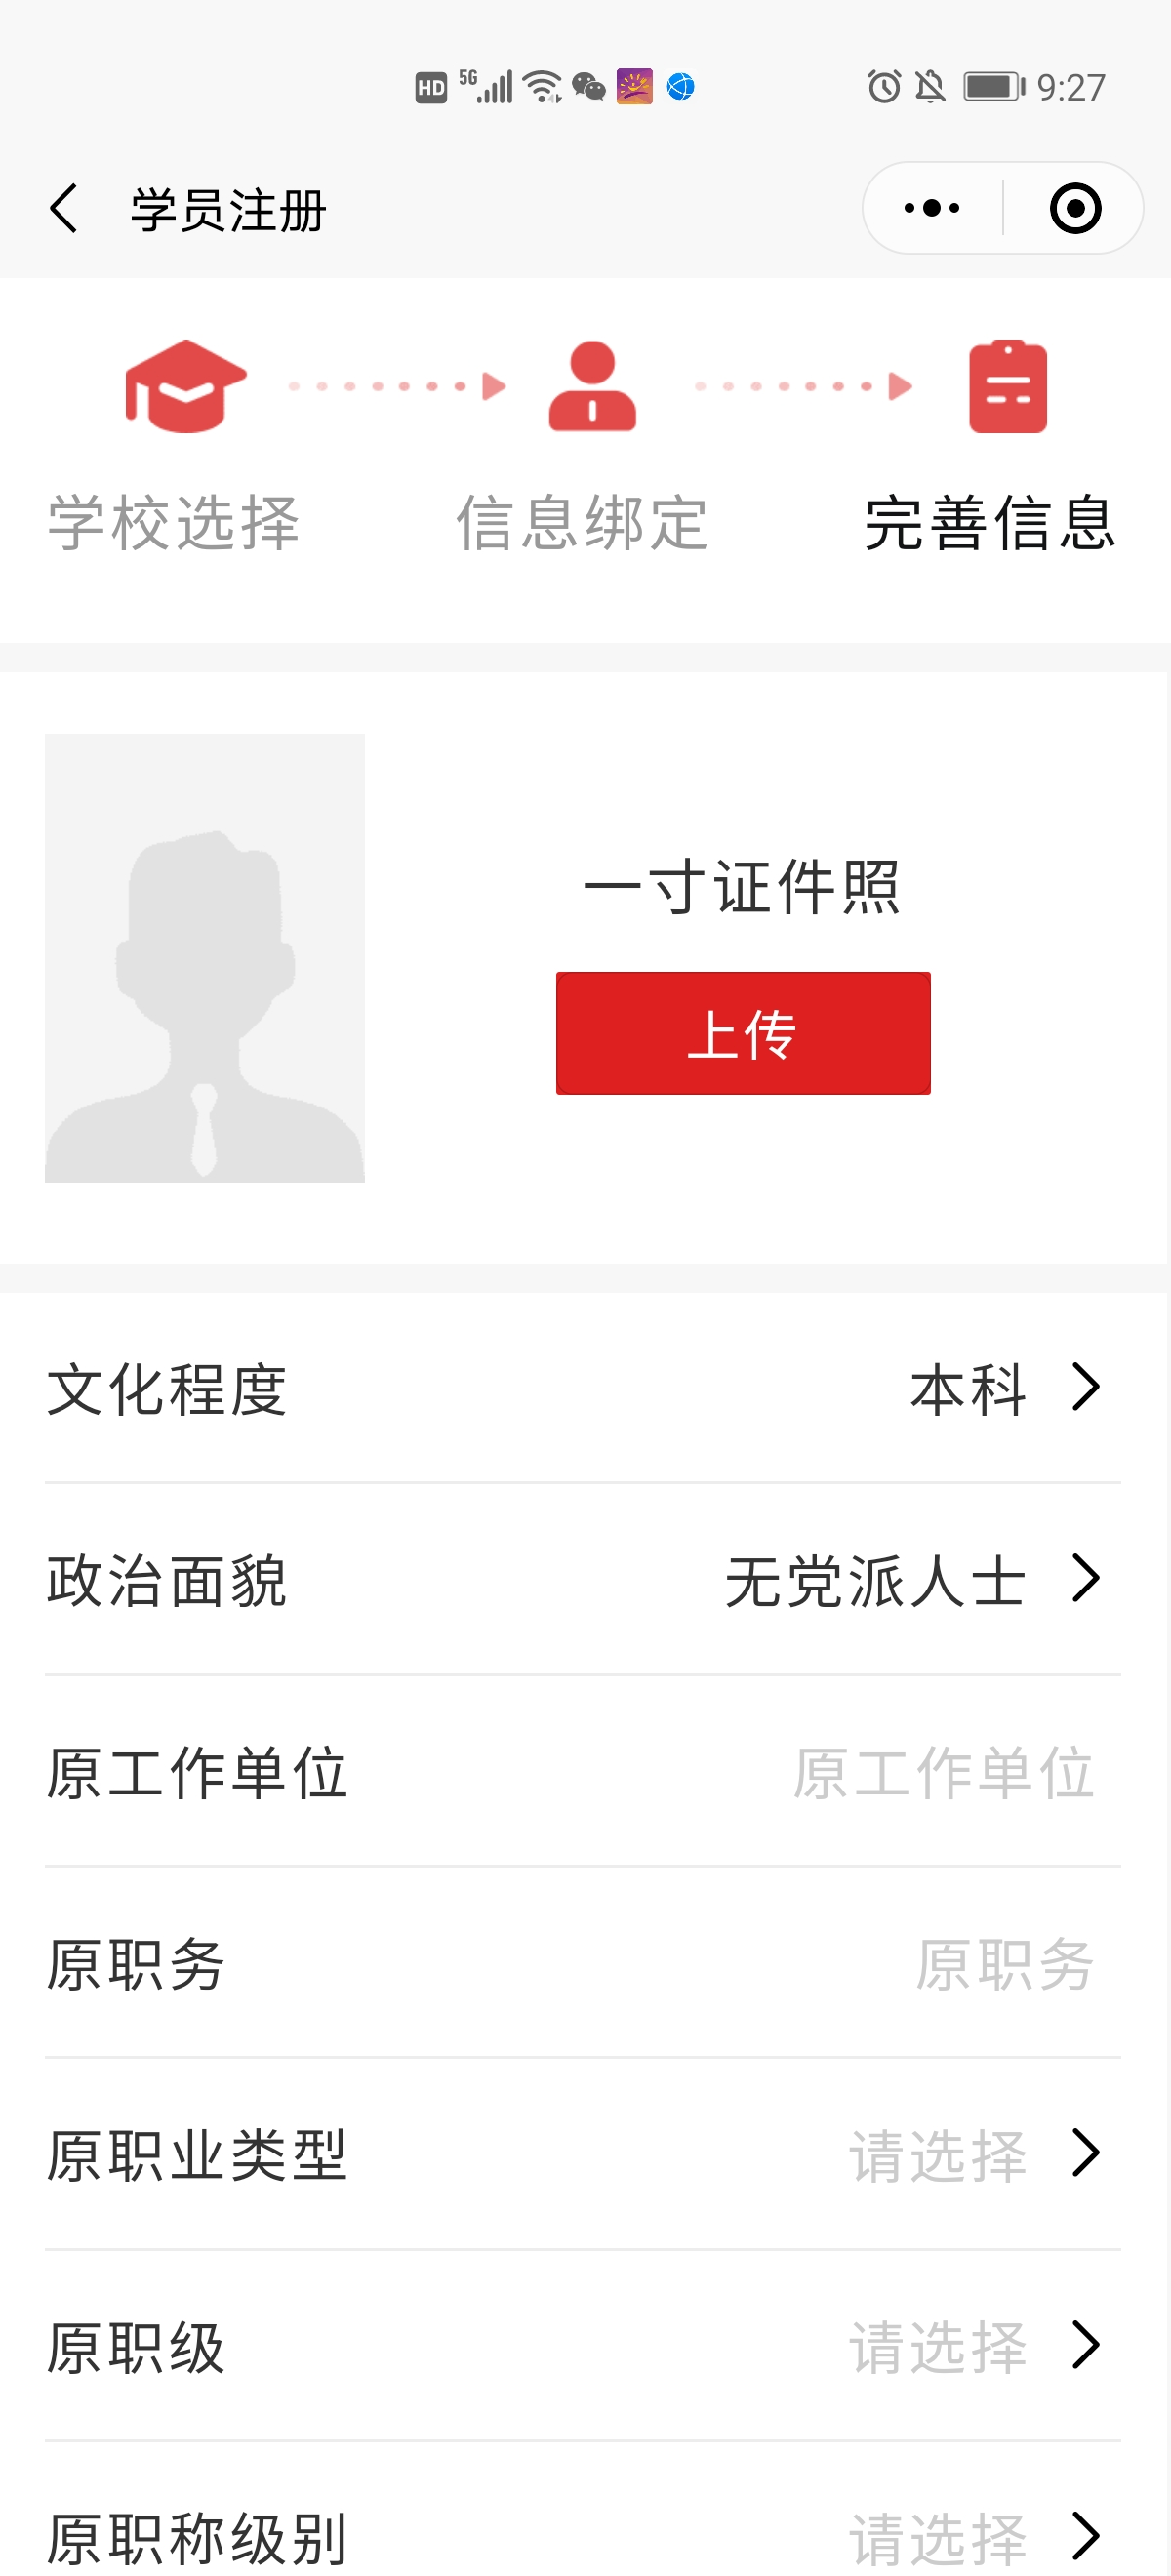 HD 5G 9:27
学员注册
学校选择 信息绑定 完善信息
一寸证件照
上传
文化程度 本科
政治面貌 无党派人士
原工作单位 原工作单位
原职务 原职务
原职业类型 请选择
原职级 请选择
原职称级别 请选择